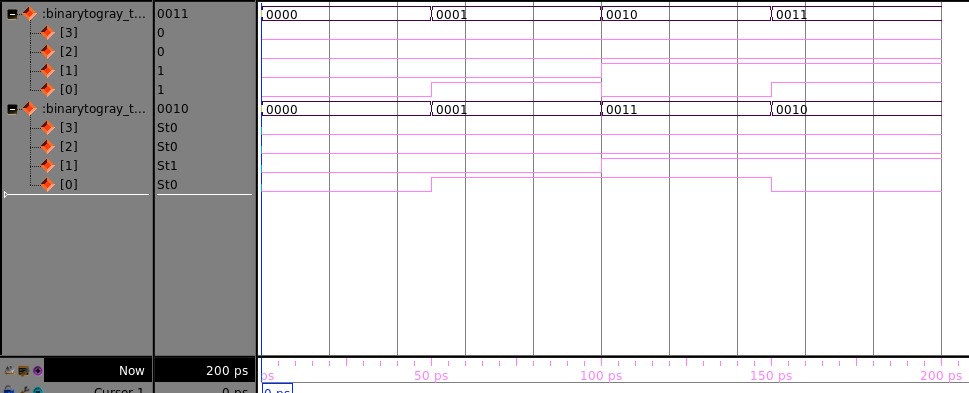 :binarytogray_t... 0011 0000 0001 0010 0011
[3] 0
[2] 0
[1] 1
[0] 1
:binarytogray_t... 0010 0000 0001 0011 0010
[3] St0
[2] St0
[1] St1
[0] St0
Now 200 ps ps 50 ps 100 ps 150 ps 200 ps
Cursor 1 0 ps 0 ps